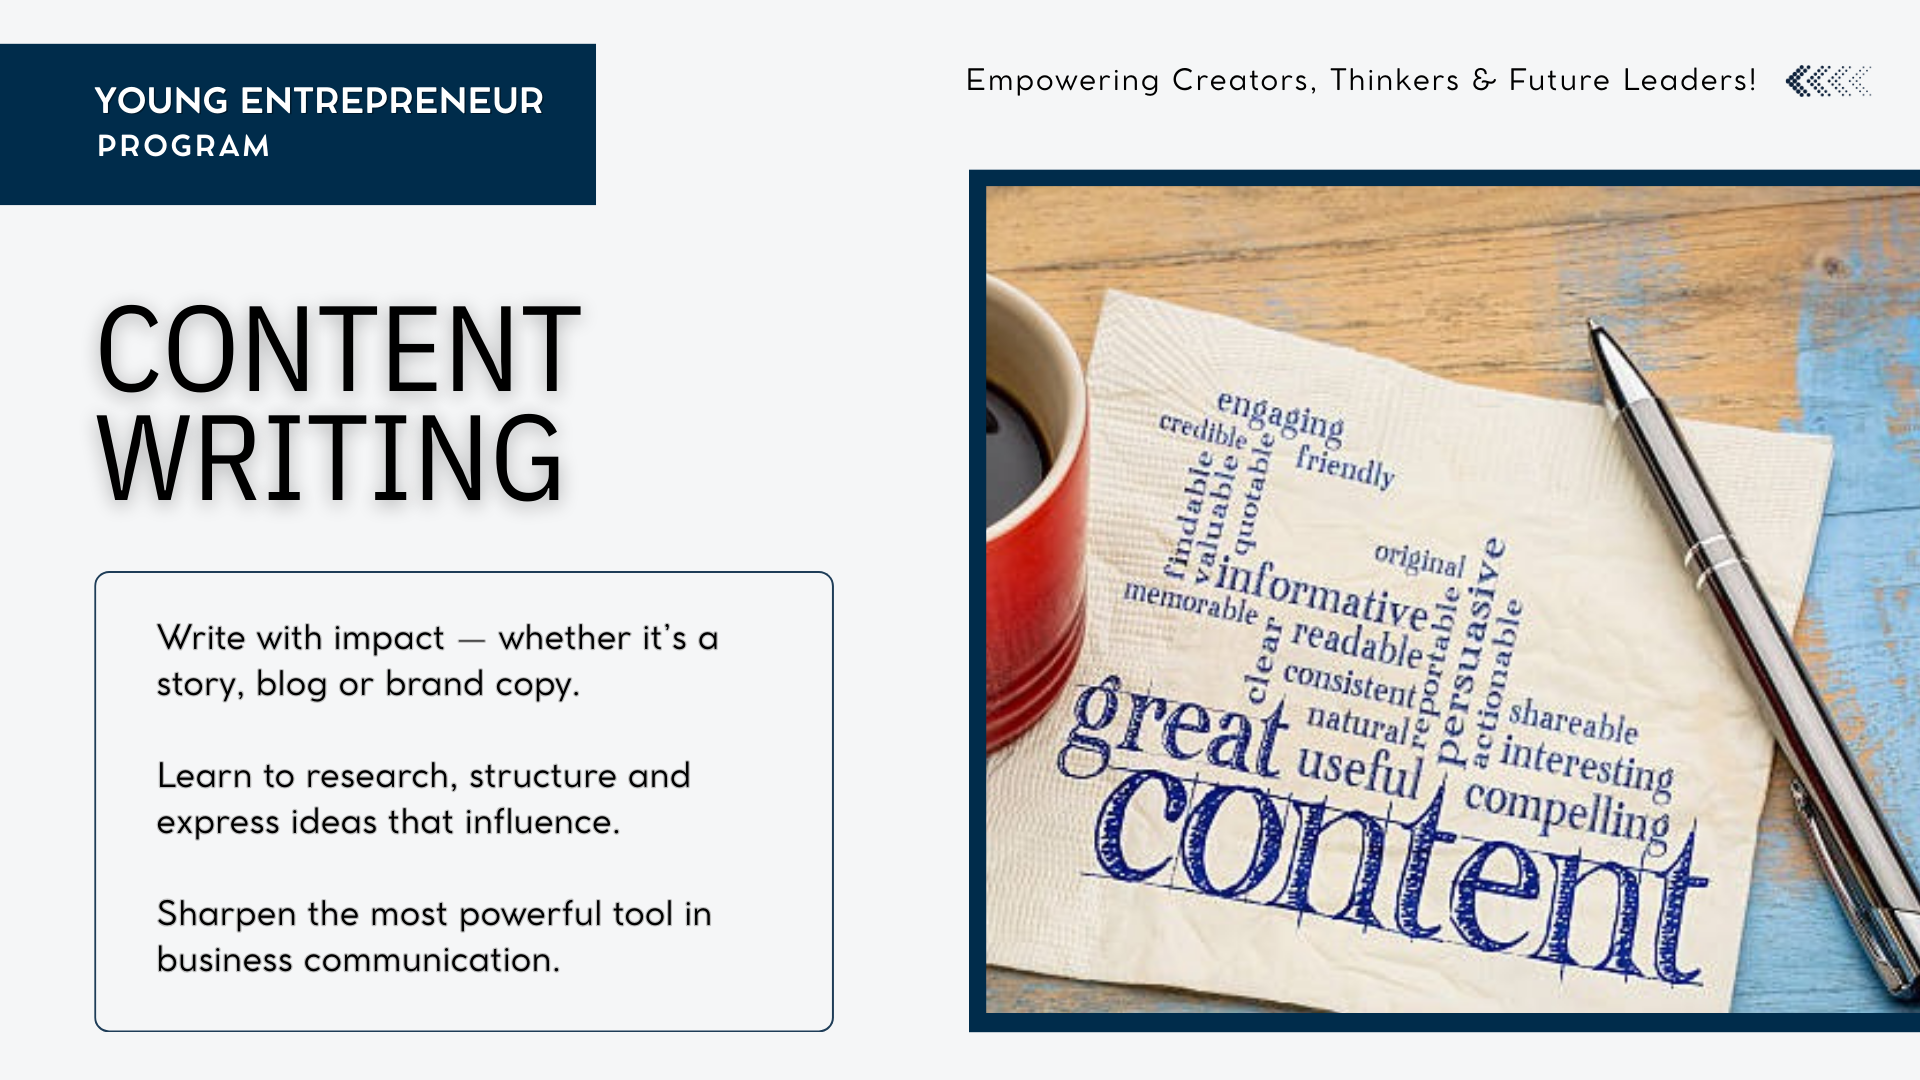 YOUNG ENTREPRENEUR
PROGRAM
Empowering Creators, Thinkers & Future Leaders!
CONTENT
WRITING
Write with impact — whether it’s a
story, blog or brand copy.
Learn to research, structure and
express ideas that influence.
Sharpen the most powerful tool in
business communication.
engaging
credible
friendly
findable
valuable
quotable
original
informative
memorable
clear
readable
reportable
persuasive
actionable
consistent
natural
shareable
great
useful
interesting
compelling
content